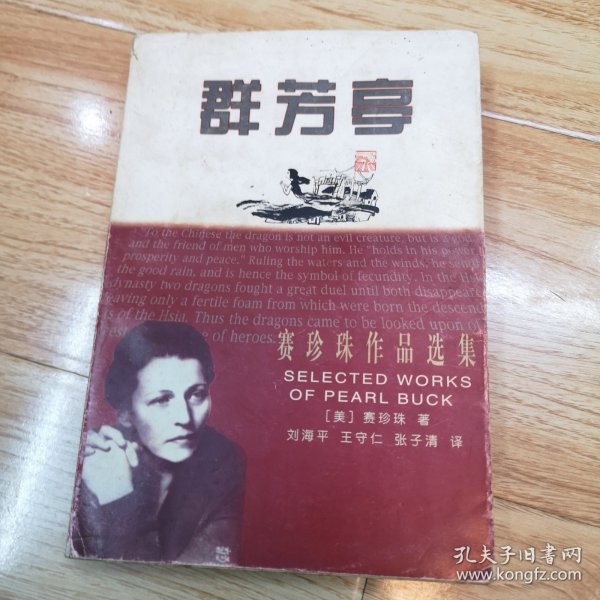 群芳亭
"To the Chinese the dragon is not an evil creature, but is a god
and the friend of men who worship him. He "holds in his power
prosperity and peace." Ruling the waters and the winds, he sends
the good rain, and is hence the symbol of fecundity. In the Hsia
dynasty two dragons fought a great duel until both disappeared
leaving only a fertile foam from which were born the descend
s of the Hsia. Thus the dragons came to be looked upon
of heroes.
赛珍珠作品选集
SELECTED WORKS
OF PEARL BUCK
[美] 赛珍珠 著
刘海平 王守仁 张子清 译
孔夫子旧书网
www.kongfz.com